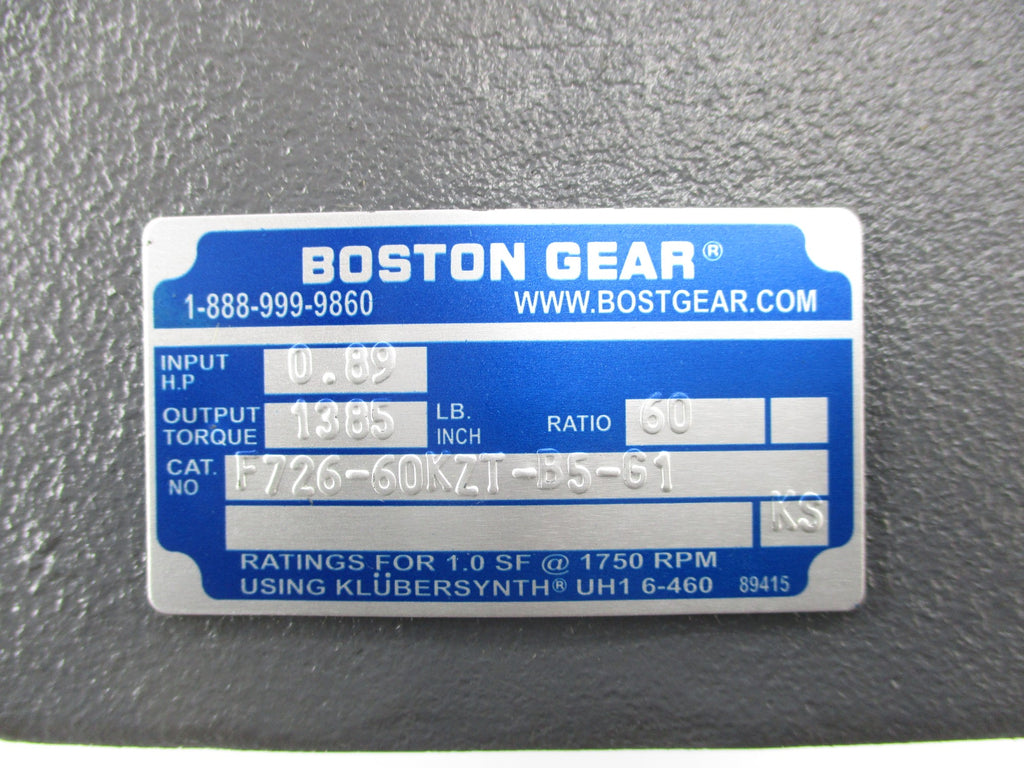 BOSTON GEAR®
1-888-999-9860 WWW.BOSTGEAR.COM
INPUT H.P 0.89
OUTPUT TORQUE 1385 LB. INCH RATIO 60
CAT. NO F726-60KZT-B5-G1
KS
RATINGS FOR 1.0 SF @ 1750 RPM
USING KLÜBERSYNTH® UH1 6-460 89415